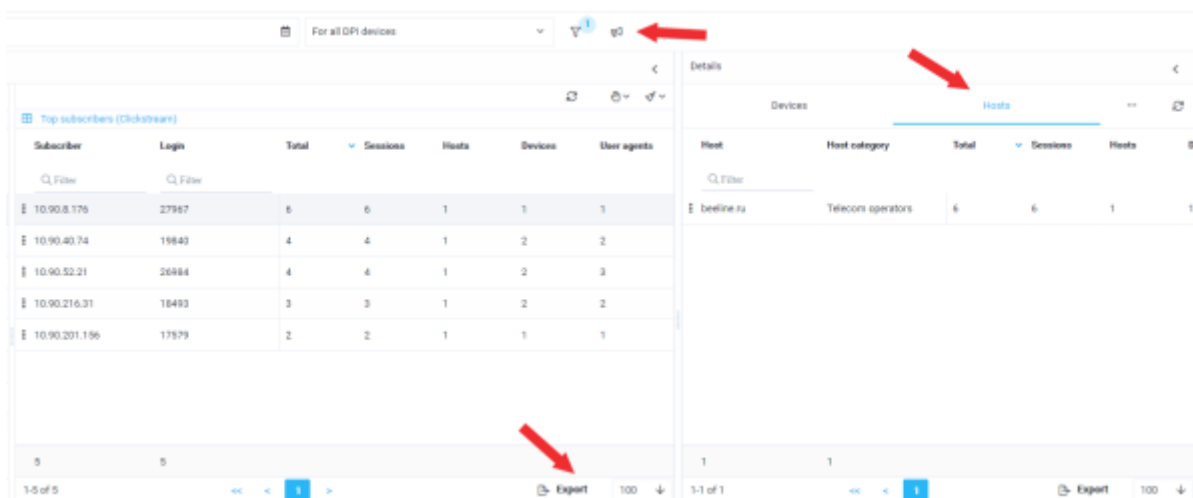 For all DPI devices
1
Details
Devices
Hosts
Top subscribers (Clickstream)
Subscriber Login Total Sessions Hosts Devices User agents
Filter Filter
10.90.8.176 27967 6 6 1 1 1
10.90.40.74 19840 4 4 1 2 2
10.90.52.21 26984 4 4 1 2 3
10.90.216.31 18493 3 3 1 2 2
10.90.201.156 17579 2 2 1 1 1
5 5
1-5 of 5 << < 1 > Export 100
Host Host category Total Sessions Hosts
Filter
beeline.ru Telecom operators 6 6 1 1
1 1
1-1 of 1 << < 1 Export 100